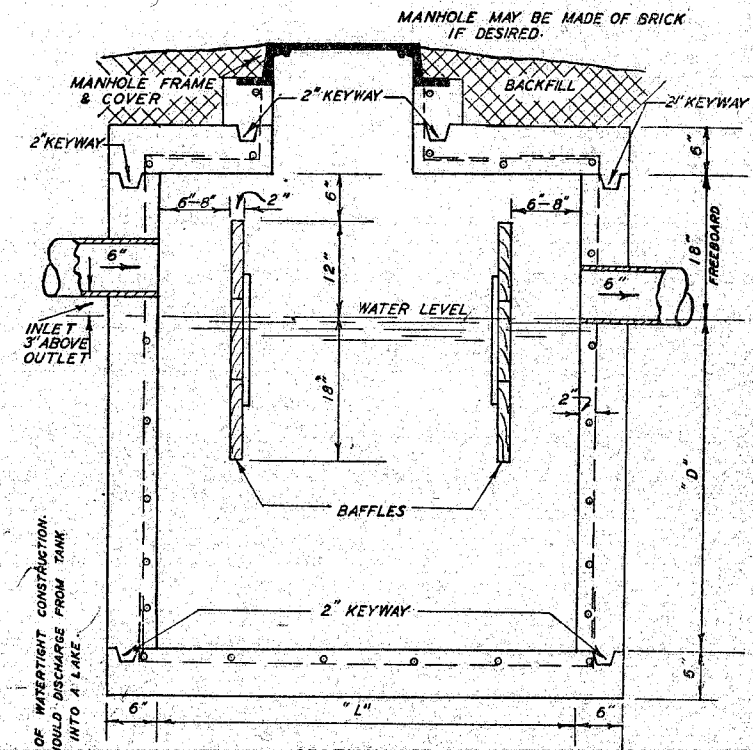 MANHOLE MAY BE MADE OF BRICK
IF DESIRED.
MANHOLE FRAME
& COVER
BACKFILL
2" KEYWAY
2" KEYWAY
2" KEYWAY
6"
6"-8"
2"
6"
6"-8"
18"
FREEBOARD
12"
6"
6"
WATER LEVEL
INLET
3" ABOVE
OUTLET
18"
2"
"D"
BAFFLES
OF WATERTIGHT CONSTRUCTION.
OULD DISCHARGE FROM TANK
INTO A LAKE.
2" KEYWAY
6"
6"
"L"
6"